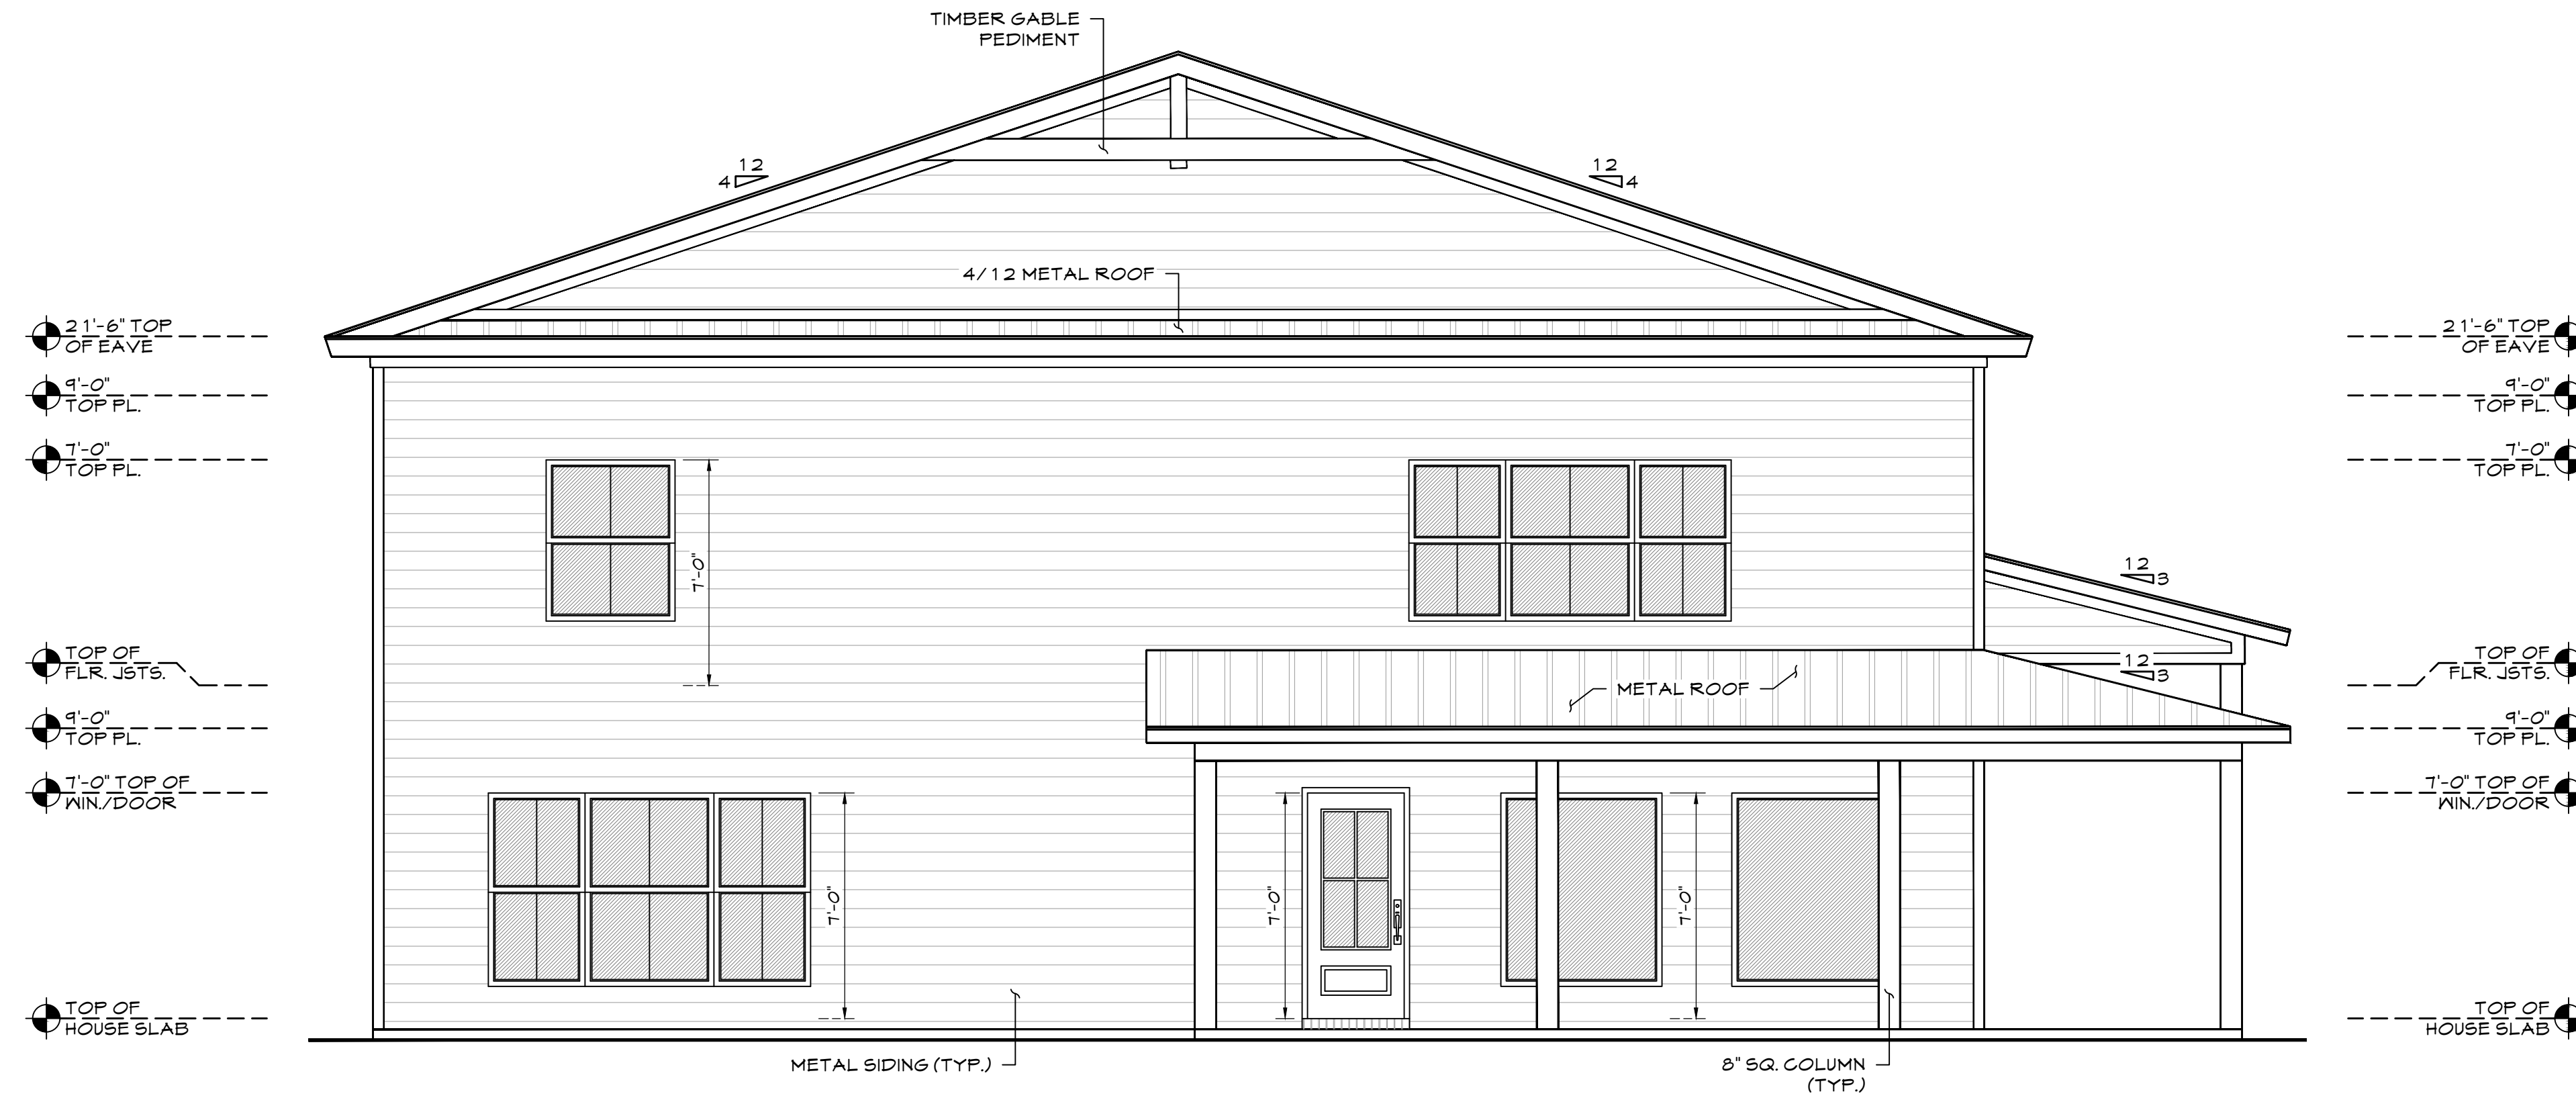 TIMBER GABLE
PEDIMENT
12
4
12
4
4/12 METAL ROOF
21'-6" TOP
OF EAVE
21'-6" TOP
OF EAVE
9'-0"
TOP PL.
9'-0"
TOP PL.
7'-0"
TOP PL.
7'-0"
TOP PL.
7'-0"
12
3
TOP OF
FLR. JSTS.
12
3
TOP OF
FLR. JSTS.
METAL ROOF
9'-0"
TOP PL.
9'-0"
TOP PL.
7'-0" TOP OF
WIN./DOOR
7'-0" TOP OF
WIN./DOOR
7'-0"
7'-0"
7'-0"
TOP OF
HOUSE SLAB
TOP OF
HOUSE SLAB
METAL SIDING (TYP.)
8" SQ. COLUMN
(TYP.)